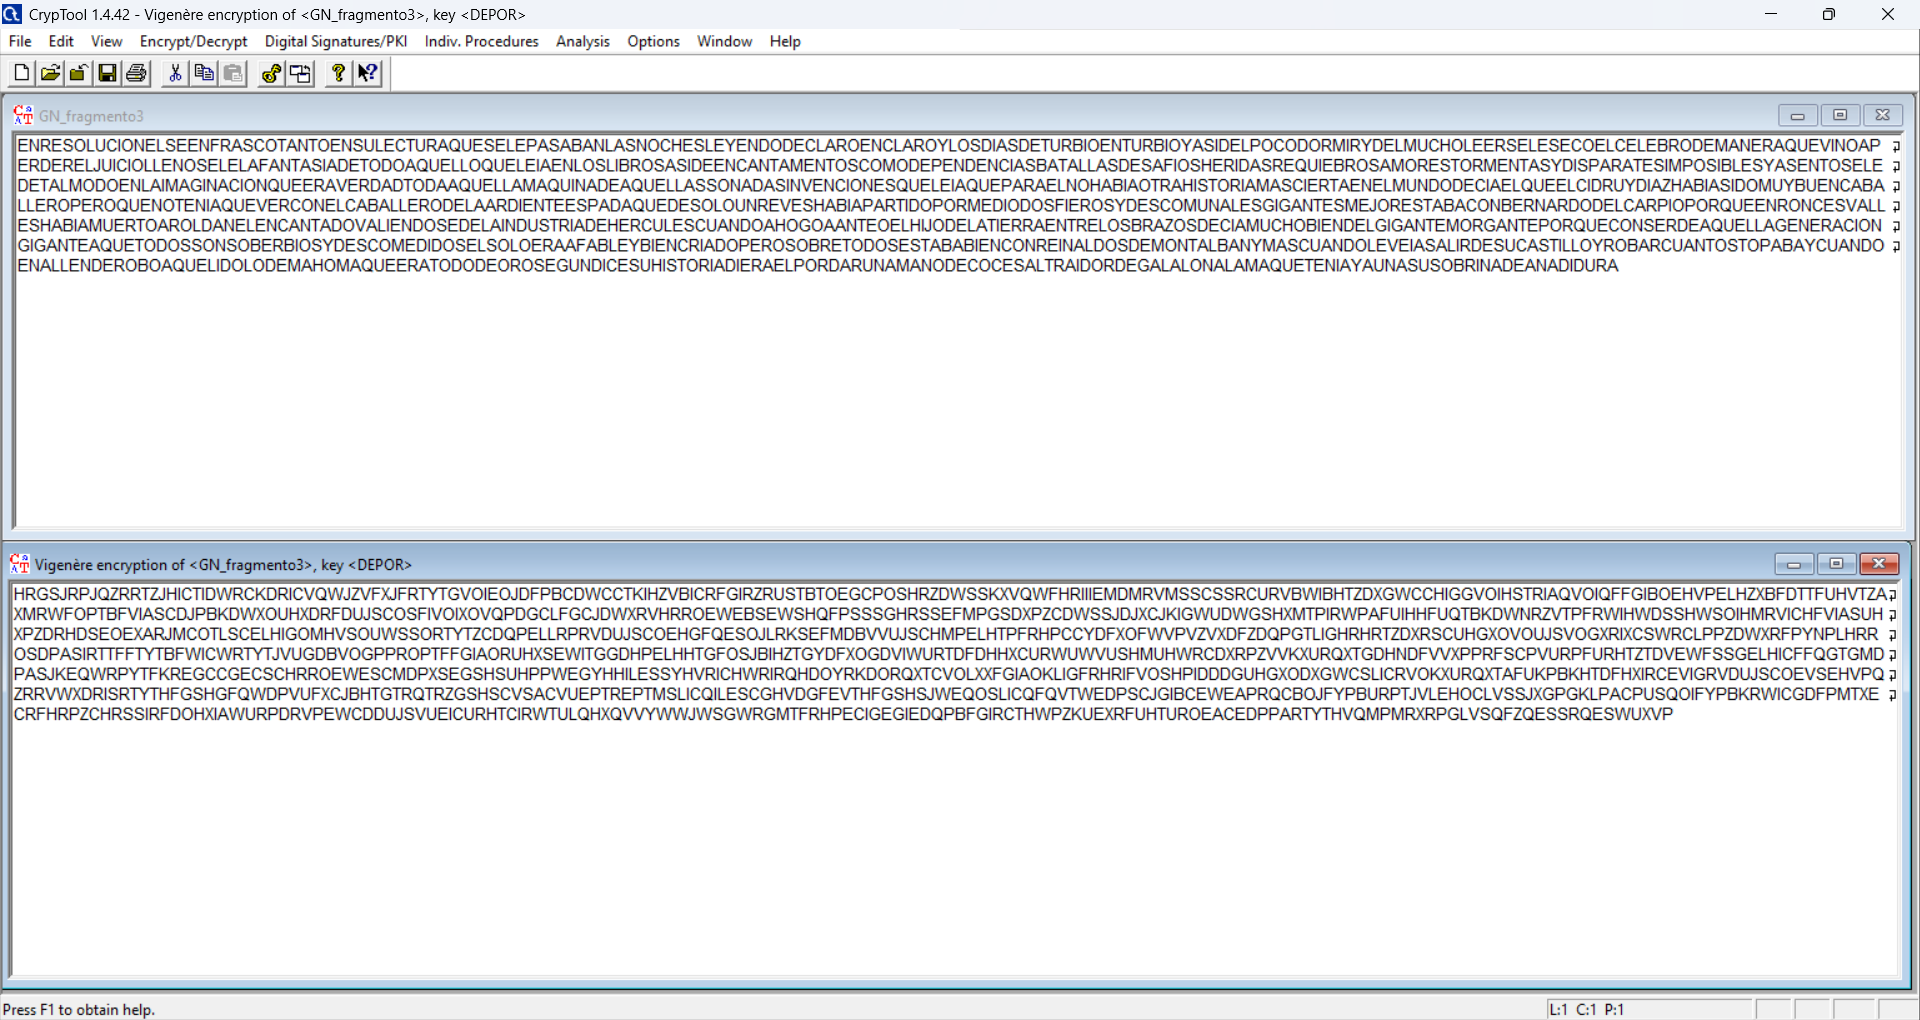 CrypTool 1.4.42 - Vigenère encryption of <GN_fragmento3>, key <DEPOR>
File Edit View Encrypt/Decrypt Digital Signatures/PKI Indiv. Procedures Analysis Options Window Help
GN_fragmento3
ENRESOLUCIONELSEENFRASCOTANTOENSULECTURAQUESELEPASABANLASNOCHESLEYENDODECLAROENCLAROYLOSDIASDETURBIOENTURBIOYASIDELPOCODORMIRYDELMUCHOLEERSELESECOELCELEBRODEMANERAQUEVINOAP
ERDERELJUICIOLLENOSELELAFANTASIADETODOAQUELLOQUELEIAENLOSLIBROSASIDEENCANTAMENTOSCOMODEPENDENCIASBATALLASDESAFIOSHERIDASREQUIEBROSAMORESTORMENTASYDISPARATESIMPOSIBLESYASENTOSELE
DETALMODOENLAIMAGINACIONQUEERAVERDADTODAAQUELLAMAQUINADEAQUELLASSONADASINVENCIONESQUELEIAQUEPARAELNOHABIAOTRAHISTORIAMASCIERTAENELMUNDODECIAELQUEELCIDRUYDIAZHABIASIDOMUYBUENCABA
LLEROPEROQUENOTENIAQUEVERCONELCABALLERODELAARDIENTEESPADAQUEDESOLOUNREVESHABIAPARTIDOPORMEDIODOSFIEROSYDESCOMUNALESGIGANTESMEJORESTABACONBERNARDODELCARPIOPORQUEENRONCESVALL
ESHABIAMUERTOAROLDANELENCANTADOVALIENDOSEDELAINDUSTRIADEHERCULESCUANDOAHOGOAANTEOELHIJODELATIERRAENTRELOSBRAZOSDECIAMUCHOBIENDELGIGANTEMORGANTEPORQUECONSERDEAQUELLAGENERACION
GIGANTEAQUETODOSSONSOBERBIOSYDESCOMEDIDOSELSOLOERAAFABLEYBIENCRIADOPEROSOBRETODOSESTABABIENCONREINALDOSDEMONTALBANYMASCUANDOLEVEIASALIRDESUCASTILLOYROBARCUANTOSTOPABAYCUANDO
ENALLENDEROBOAQUELIDOLODEMAHOMAQUEERATODODEOROSEGUNDICESUHISTORIADIERAELPORDARUNAMANODECOCESALTRAIDORDEGALALONALAMAQUETENIAYAUNASUSOBRINADEANADIDURA
Vigenère encryption of <GN_fragmento3>, key <DEPOR>
HRGSJRPJQZRRTZJHICTIDWRCKDRICVQWJZVFXJFRTYTGVOIEOJDFPBCDWCCTKIHZVBICRFGIRZRUSTBTOEGCPOSHRZDWSSKXVQWFHRIIIEMDMRVMSSCSSRCURVBWIBHTZDXGWCCHIGGVOIHSTRIAQVOIQFFGIBOEHVPELHZXBFDTTFUHVTZA
XMRWFOPTBFVIASCDJPBKDWXOUHXDRFDUJSCOSFIVOIXOVQPDGCLFGCJDWXRVHRROEWEBSEWSHQFPSSSGHRSSEFMPGSDXPZCDWSSJDJXCJKIGWUDWGSHXMTPIRWPAFUIHHFUQTBKDWNRZVTPFRWIHWDSSHWSOIHMRVICHFVIASUH
XPZDRHDSEOEXARJMCOTLSCELHIGOMHVSOUWSSORTYTZCDQPELLRPRVDUJSCOEHGFQESOJLRKSEFMDBVVUJSCHMPELHTPFRHPCCYDFXOFWVPVZVXDFZDQPGTLIGHRHRTZDXRSCUHGXOVOUJSVOGXRIXCSWRCLPPZDWXRFPYNPLHRR
OSDPASIRTTFFTYTBFWICWRTYTJVUGDBVOGPPROPTFFGIAORUHXSEWITGGDHPELHHTGFOSJBIHZTGYDFXOGDVIWURTDFDHHXCURWUWVUSHMUHWRCDXRPZVVKXURQXTGDHNDFVVXPPRFSCPVURPFURHTZTDVEWFSSGELHICFFQGTGMD
PASJKEQWRPYTFKREGCCGECSCHRROEWESCMDPXSEGSHSUHPPWEGYHHILESSYHVRICHWRIRQHDOYRKDORQXTCVOLXXFGIAOKLIGFRHRIFVOSHPIDDDGUHGXODXGWCSLICRVOKXURQXTAFUKPBKHTDFHXIRCEVIGRVDUJSCOEVSEHVPQ
ZRRVWXDRISRTYTHFGSHGFQWDPVUFXCJBHTGTRQTRZGSHSCVSACVUEPTREPTMSLICQILESCGHVDGFEVTHFGSHSJWEQOSLICQFQVTWEDPSCJGIBCEWEAPRQCBOJFYPBURPTJVLEHOCLVSSJXGPGKLPACPUSQOIFYPBKRWICGDFPMTXE
CRFHRPZCHRSSIRFDOHXIAWURPDRVPEWCDDUJSVUEICURHTCIRWTULQHXQVVYWWJWSGWRGMTFRHPECIGEGIEDQPBFGIRCTHWPZKUEXRFUHTUROEACEDPPARTYTHVQMPMRXRPGLVSQFZQESSRQESWUXVP
Press F1 to obtain help.
L:1 C:1 P:1